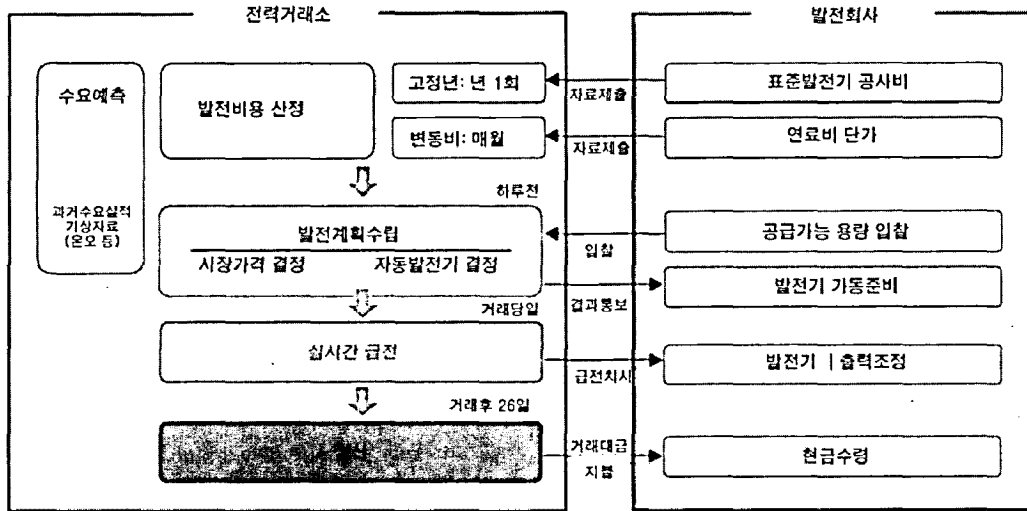 전력거래소
발전회사
수요예측
과거수요실적
기상자료
(온오 등)
발전비용 산정
고정년: 년 1회
변동비: 매월
자료제출
자료제출
표준발전기 공사비
연료비 단가
하루전
발전계획수립
시장가격 결정 자동발전기 결정
입찰
결과통보
공급가능 용량 입찰
발전기 가동준비
거래당일
실시간 급전
급전지시
발전기 | 출력조정
거래후 26일
거래대금
지불
현금수령